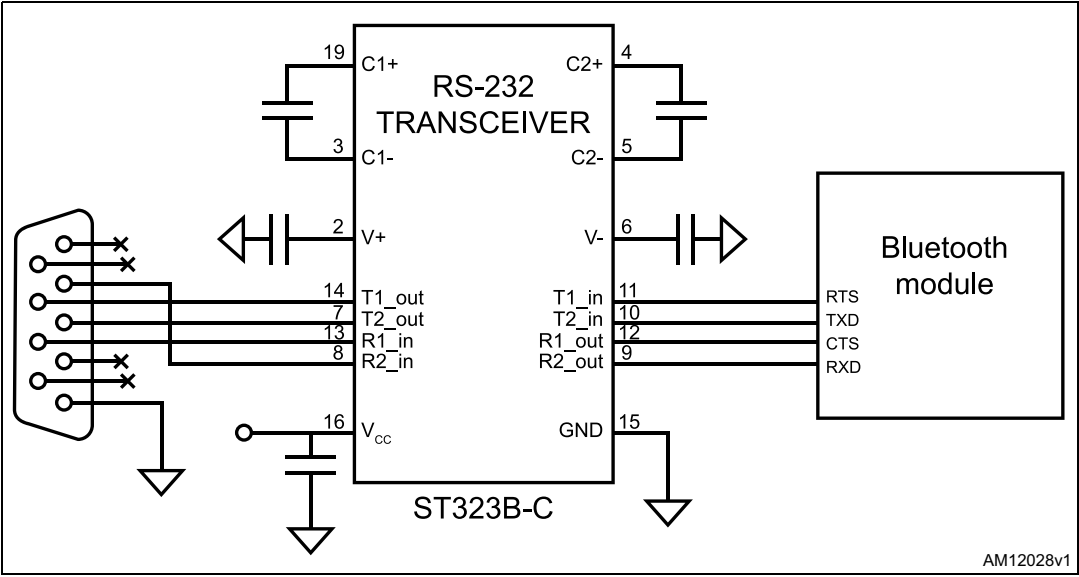 19
C1+
C2+
4
RS-232
TRANSCEIVER
3
C1-
C2-
5
2
V+
V-
6
Bluetooth
module
14
T1_out
T1_in
11
RTS
7
T2_out
T2_in
10
TXD
13
R1_in
R1_out
12
CTS
8
R2_in
R2_out
9
RXD
16
VCC
GND
15
ST323B-C
AM12028v1